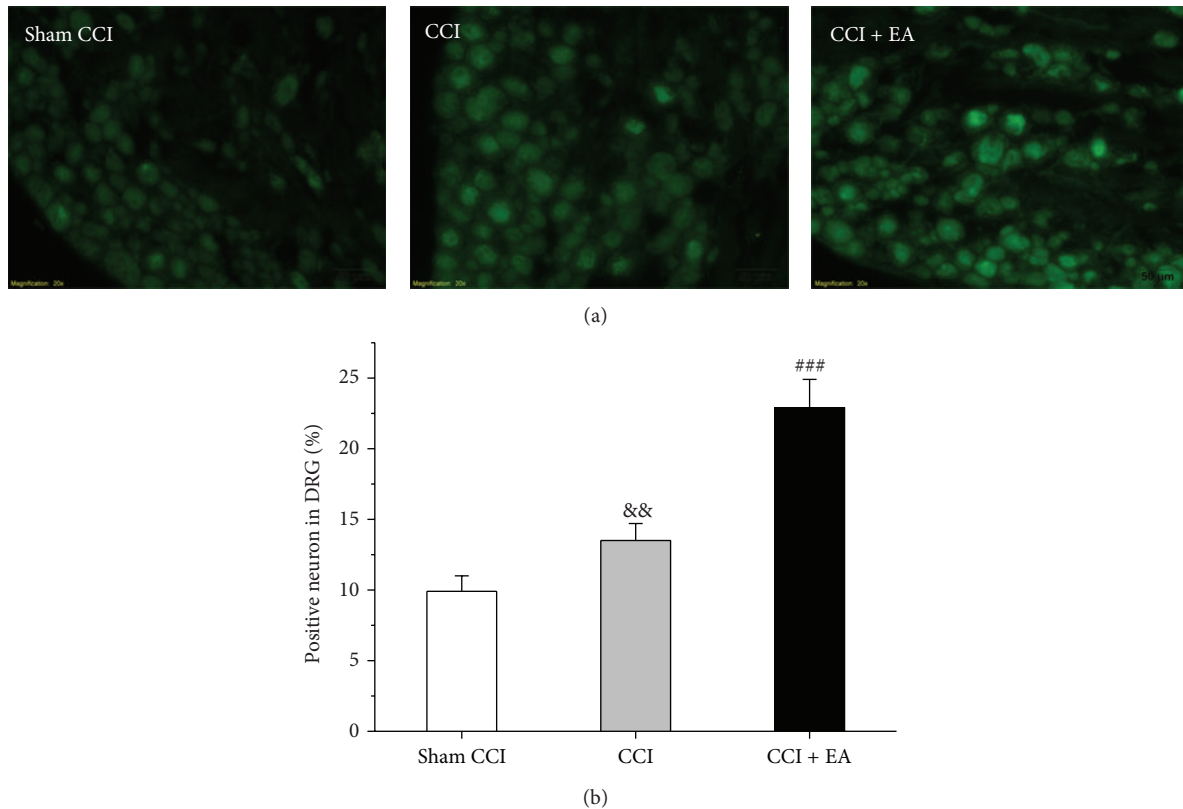 Sham CCI
CCI
CCI + EA
Magnification: 20x
Magnification: 20x
Magnification: 20x
50 μm
(a)
Positive neuron in DRG (%)
25
20
15
10
5
0
&&
###
Sham CCI
CCI
CCI + EA
(b)